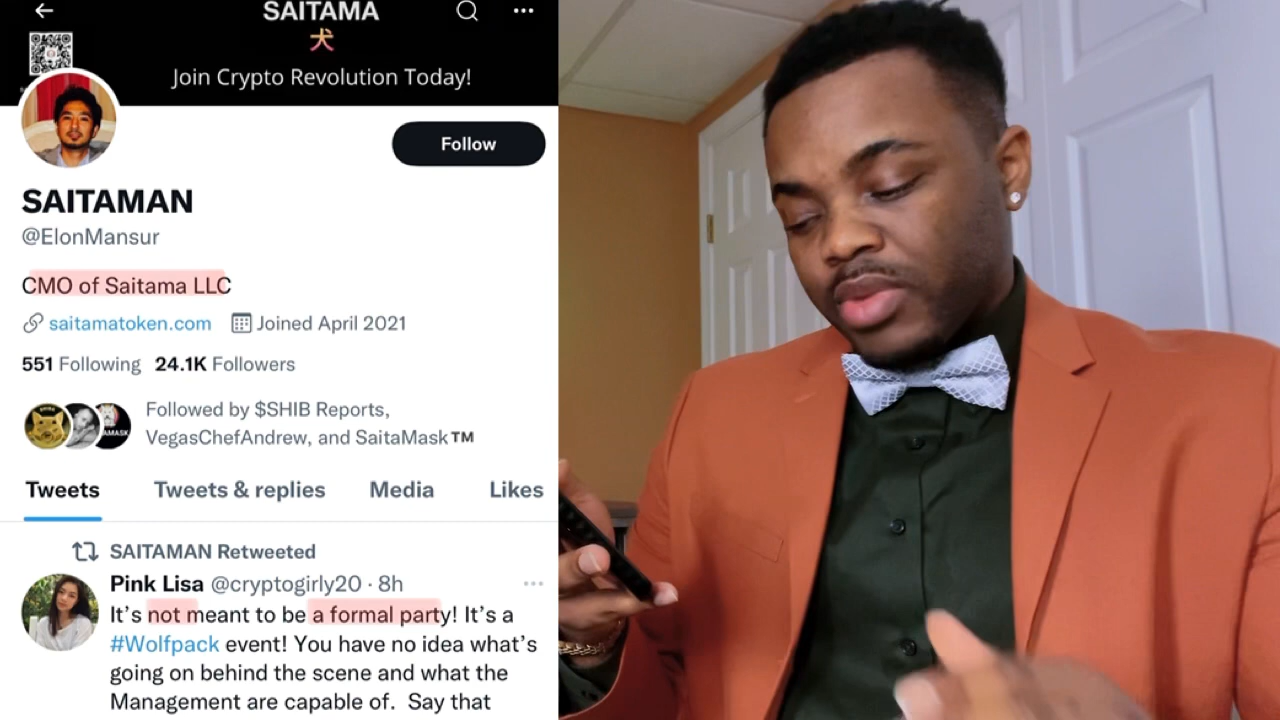 SAITAMA
犬
Join Crypto Revolution Today!
Follow
SAITAMAN
@ElonMansur
CMO of Saitama LLC
saitamatoken.com Joined April 2021
551 Following 24.1K Followers
Followed by $SHIB Reports,
VegasChefAndrew, and SaitaMask™
AMASK
Tweets Tweets & replies Media Likes
SAITAMAN Retweeted
Pink Lisa @cryptogirly20 · 8h
It’s not meant to be a formal party! It’s a
#Wolfpack event! You have no idea what’s
going on behind the scene and what the
Management are capable of. Say that